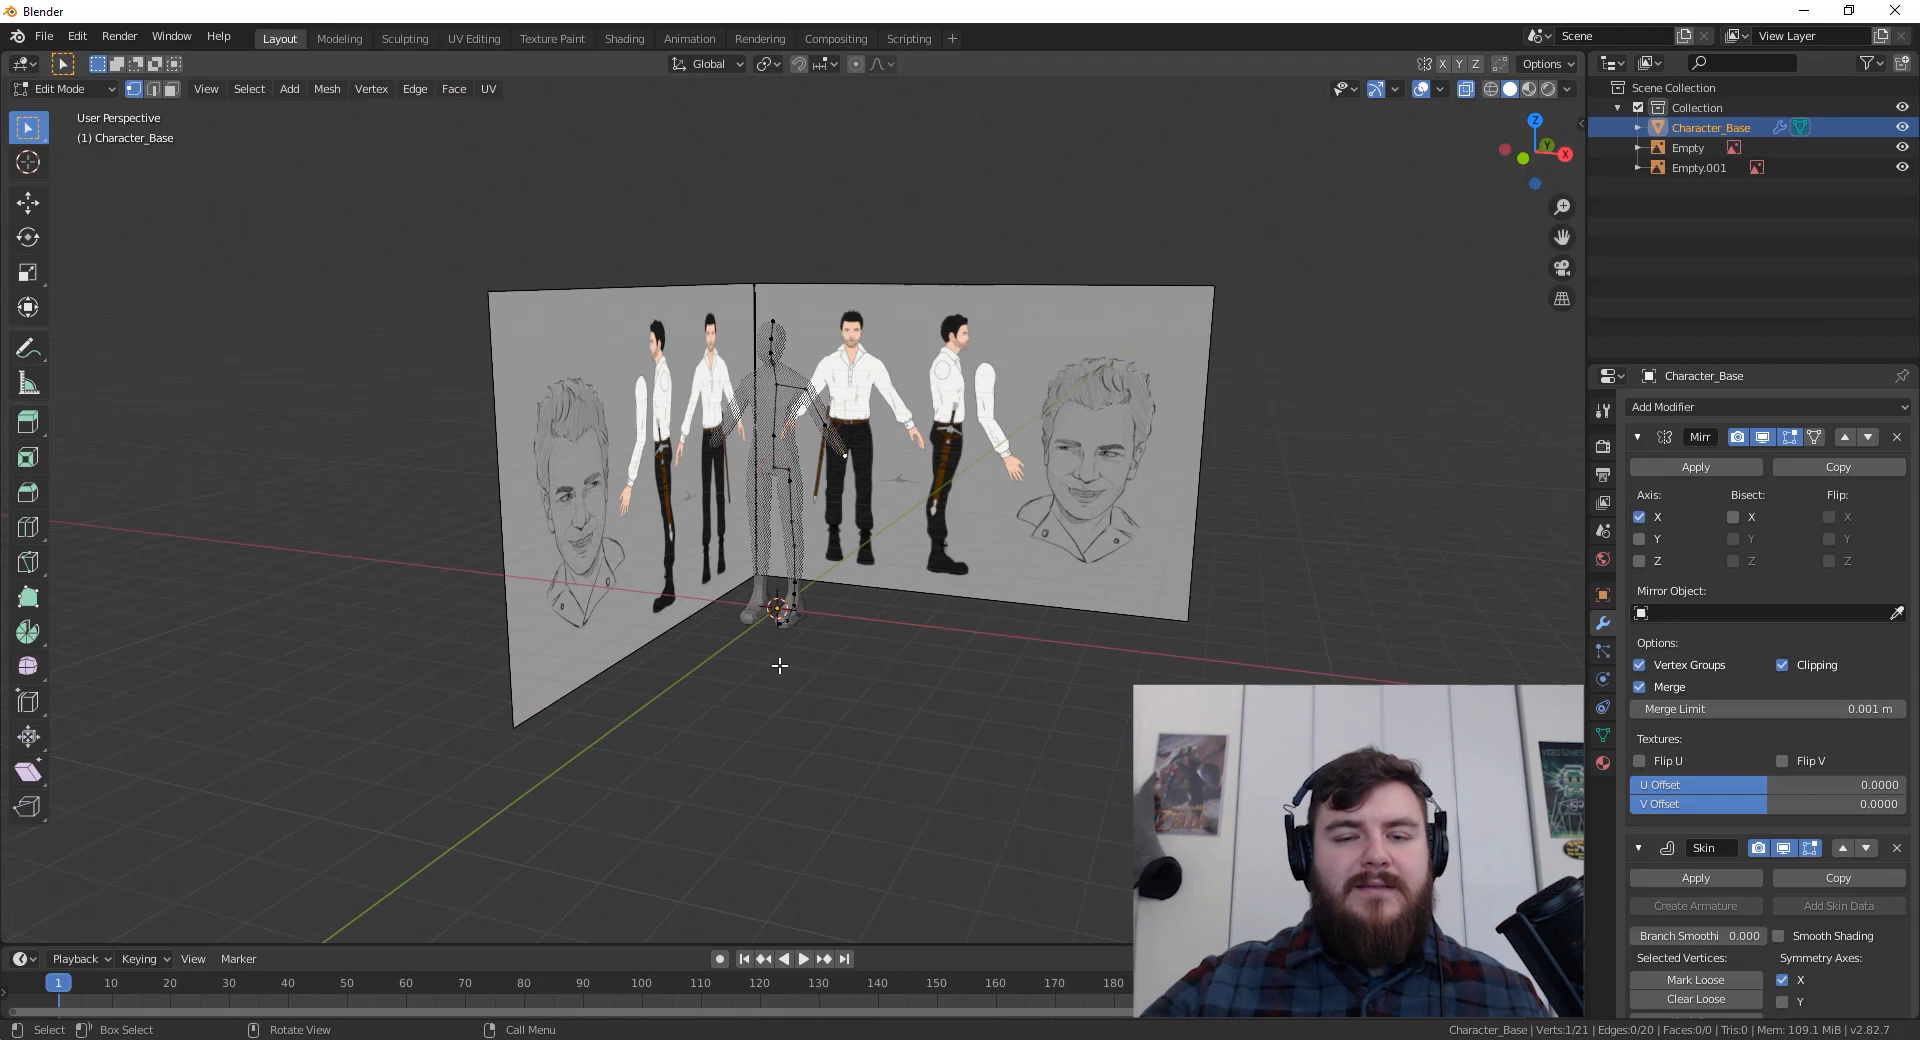 Blender
File Edit Render Window Help
Layout Modeling Sculpting UV Editing Texture Paint Shading Animation Rendering Compositing Scripting +
Scene
View Layer
Global
X Y Z
Options
Edit Mode
View Select Add Mesh Vertex Edge Face UV
User Perspective
(1) Character_Base
Z
Y
X
Scene Collection
Collection
Character_Base
Empty
Empty.001
Character_Base
Add Modifier
Mirr
Apply Copy
Axis: Bisect: Flip:
X X X
Y Y Y
Z Z Z
Mirror Object:
Options:
Vertex Groups Clipping
Merge
Merge Limit 0.001 m
Textures:
Flip U Flip V
U Offset 0.0000
V Offset 0.0000
Skin
Apply Copy
Create Armature Add Skin Data
Branch Smoothi 0.000 Smooth Shading
Selected Vertices: Symmetry Axes:
Mark Loose X
Clear Loose Y
Playback Keying View Marker
1 10 20 30 40 50 60 70 80 90 100 110 120 130 140 150 160 170 180
Select Box Select Rotate View Call Menu
Character_Base | Verts:1/21 | Edges:0/20 | Faces:0/0 | Tris:0 | Mem: 109.1 MiB | v2.82.7